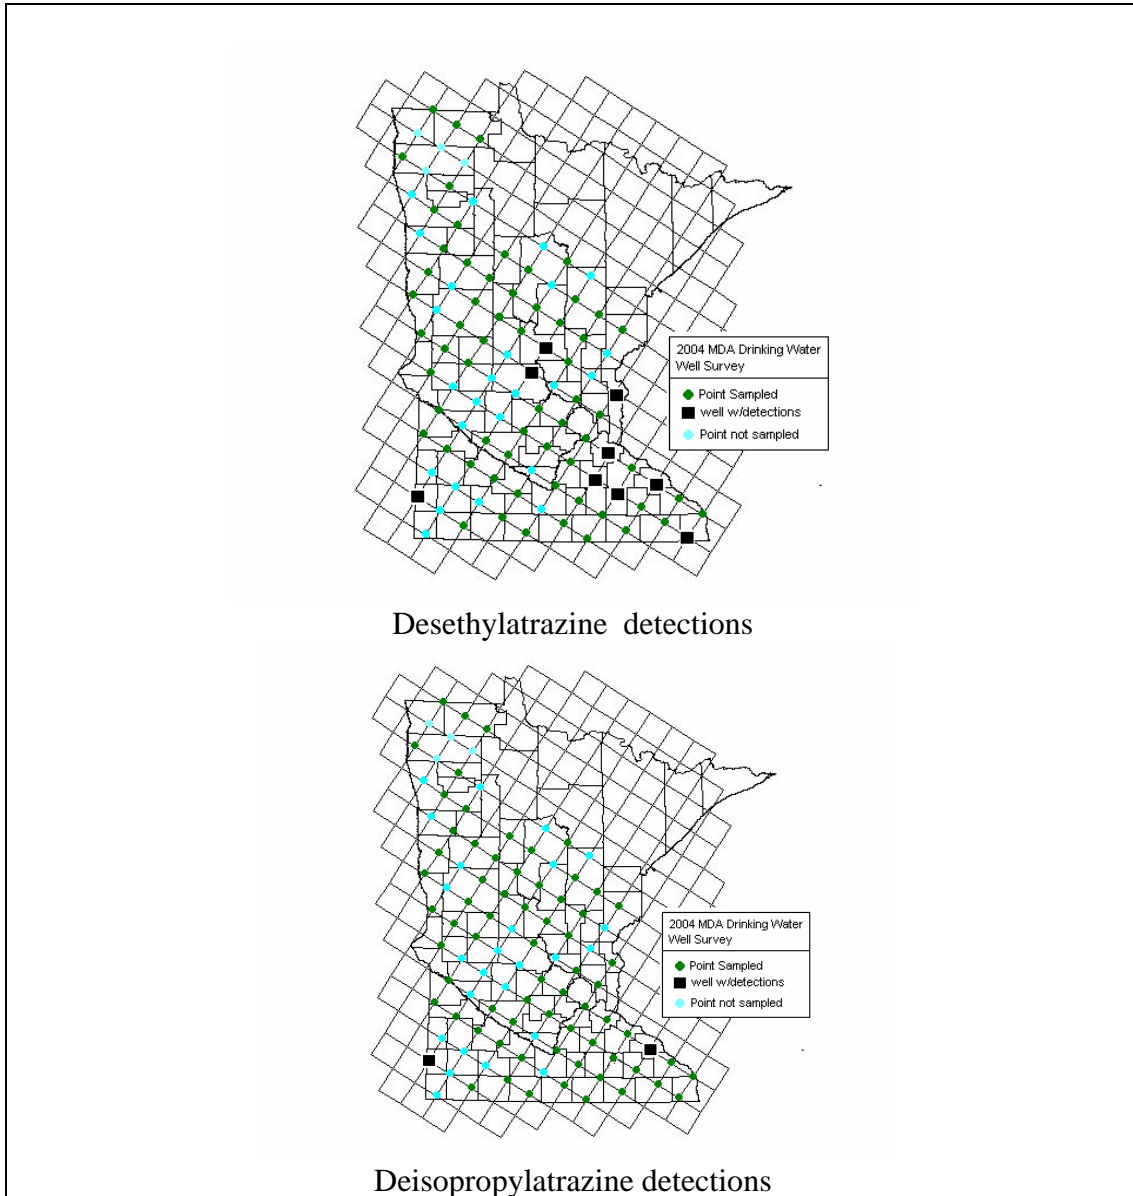 2004 MDA Drinking Water
Well Survey
Point Sampled
well w/detections
Point not sampled
Desethylatrazine detections
2004 MDA Drinking Water
Well Survey
Point Sampled
well w/detections
Point not sampled
Deisopropylatrazine detections